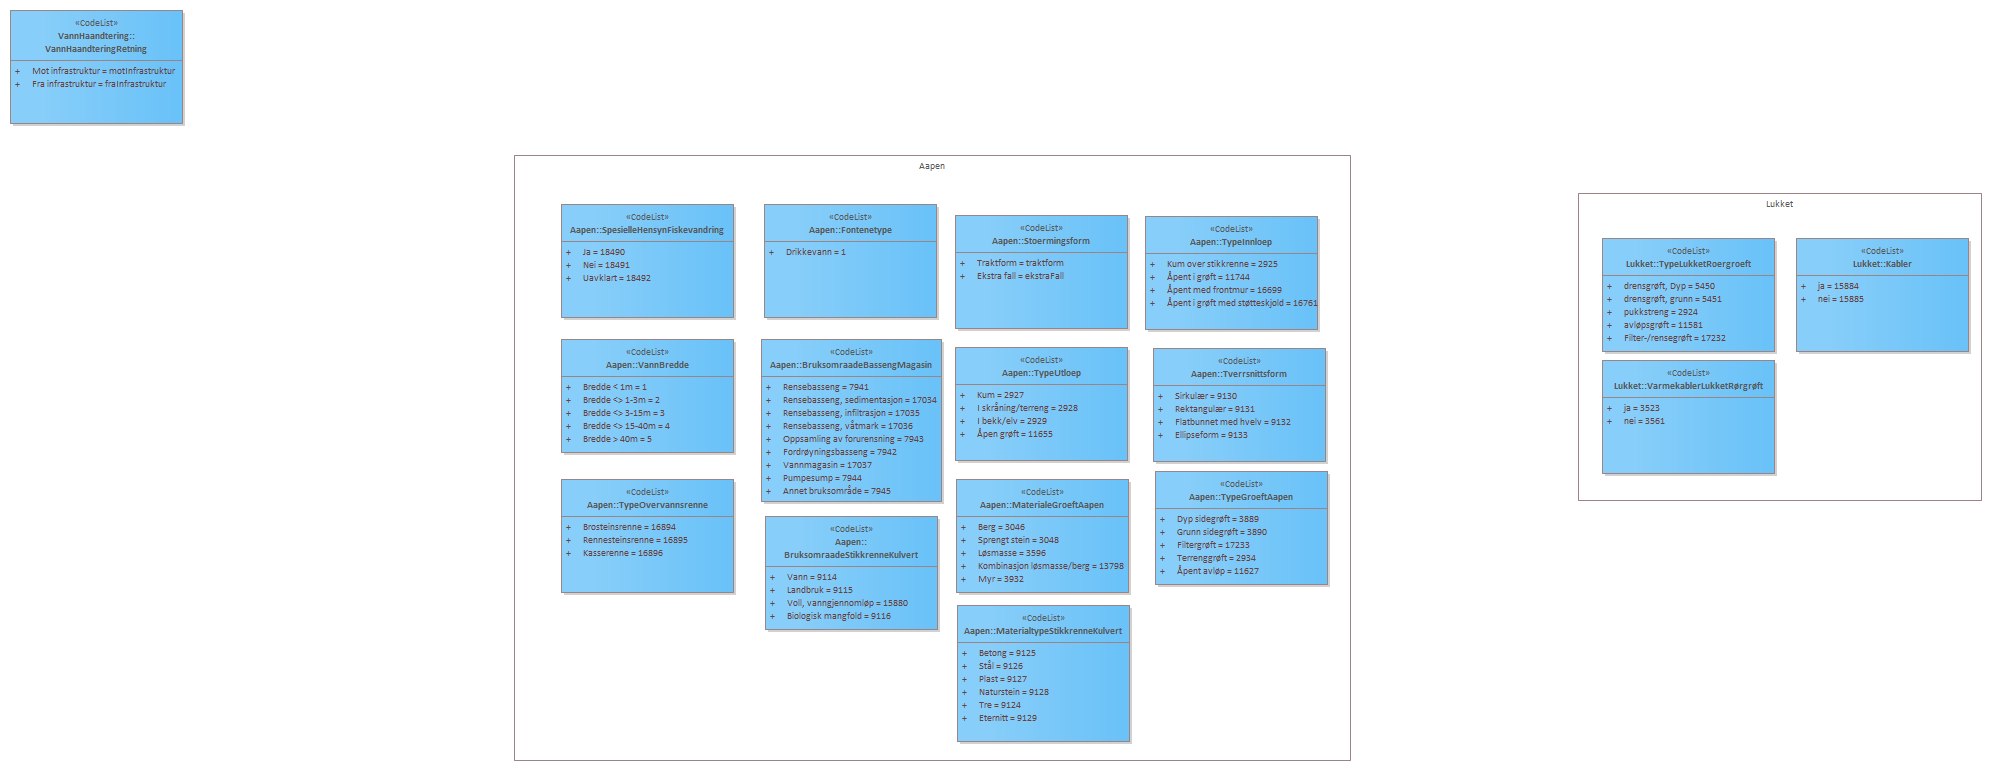 «CodeList»
VannHaandtering::
VannHaandteringRetning
+ Mot infrastruktur = motInfrastruktur
+ Fra infrastruktur = fraInfrastruktur
Aapen
«CodeList»
Aapen::SpesielleHensynFiskevandring
+ Ja = 18490
+ Nei = 18491
+ Uavklart = 18492
«CodeList»
Aapen::Fontenetype
+ Drikkevann = 1
«CodeList»
Aapen::Stoermingsform
+ Traktform = traktform
+ Ekstra fall = ekstraFall
«CodeList»
Aapen::TypeInnloep
+ Kum over stikkrenne = 2925
+ Åpent i grøft = 11744
+ Åpent med frontmur = 16699
+ Åpent i grøft med støtteskjold = 16761
«CodeList»
Aapen::VannBredde
+ Bredde < 1m = 1
+ Bredde <> 1-3m = 2
+ Bredde <> 3-15m = 3
+ Bredde <> 15-40m = 4
+ Bredde > 40m = 5
«CodeList»
Aapen::BruksomraadeBassengMagasin
+ Rensebasseng = 7941
+ Rensebasseng, sedimentasjon = 17034
+ Rensebasseng, infiltrasjon = 17035
+ Rensebasseng, våtmark = 17036
+ Oppsamling av forurensning = 7943
+ Fordrøyningsbasseng = 7942
+ Vannmagasin = 17037
+ Pumpesump = 7944
+ Annet bruksområde = 7945
«CodeList»
Aapen::TypeUtloep
+ Kum = 2927
+ I skråning/terreng = 2928
+ I bekk/elv = 2929
+ Åpen grøft = 11655
«CodeList»
Aapen::Tverrsnittsform
+ Sirkulær = 9130
+ Rektangulær = 9131
+ Flatbunnet med hvelv = 9132
+ Ellipseform = 9133
«CodeList»
Aapen::TypeOvervannsrenne
+ Brosteinsrenne = 16894
+ Rennesteinsrenne = 16895
+ Kasserenne = 16896
«CodeList»
Aapen::
BruksomraadeStikkrenneKulvert
+ Vann = 9114
+ Landbruk = 9115
+ Voll, vanngjennomløp = 15880
+ Biologisk mangfold = 9116
«CodeList»
Aapen::MaterialeGroeftAapen
+ Berg = 3046
+ Sprengt stein = 3048
+ Løsmasse = 3596
+ Kombinasjon løsmasse/berg = 13798
+ Myr = 3932
«CodeList»
Aapen::TypeGroeftAapen
+ Dyp sidegrøft = 3889
+ Grunn sidegrøft = 3890
+ Filtergrøft = 17233
+ Terrenggrøft = 2934
+ Åpent avløp = 11627
«CodeList»
Aapen::MaterialtypeStikkrenneKulvert
+ Betong = 9125
+ Stål = 9126
+ Plast = 9127
+ Naturstein = 9128
+ Tre = 9124
+ Eternitt = 9129
Lukket
«CodeList»
Lukket::TypeLukketRoergroeft
+ drensgrøft, Dyp = 5450
+ drensgrøft, grunn = 5451
+ pukkstreng = 2924
+ avløpsgrøft = 11581
+ Filter-/rensegrøft = 17232
«CodeList»
Lukket::Kabler
+ ja = 15884
+ nei = 15885
«CodeList»
Lukket::VarmekablerLukketRørgrøft
+ ja = 3523
+ nei = 3561